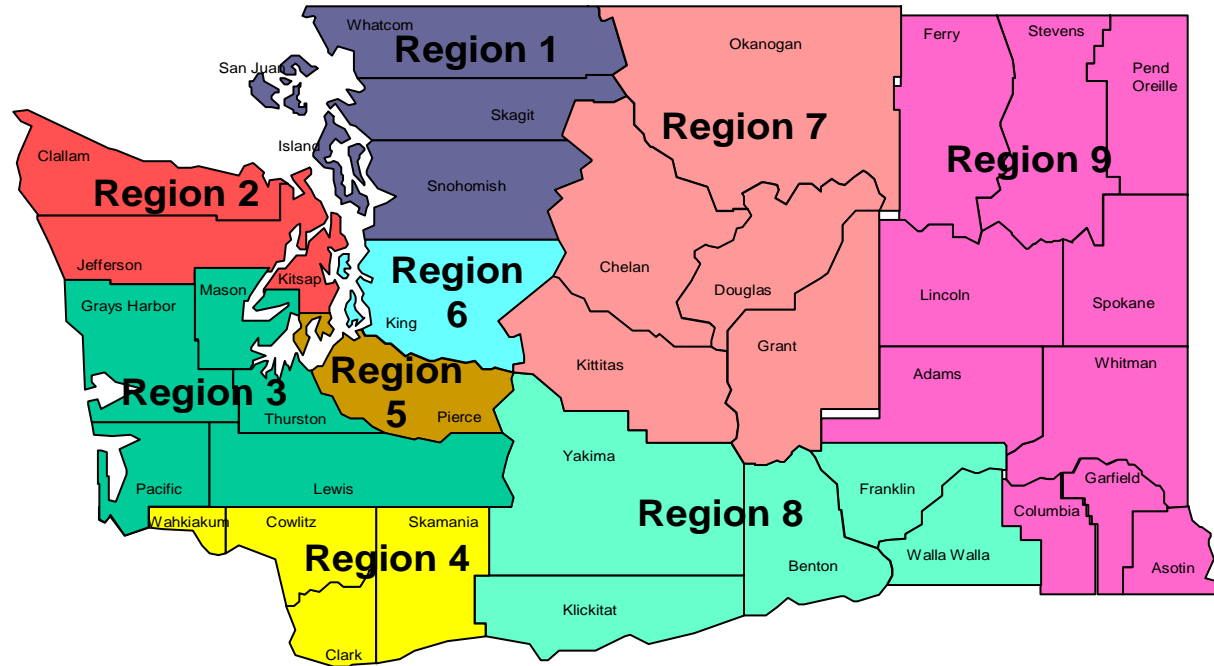 Whatcom
Region 1
San Juan
Skagit
Island
Snohomish
Clallam
Region 2
Jefferson
Kitsap
Grays Harbor
Mason
Region 3
Thurston
Pacific
Lewis
Region
6
King
Region
5
Pierce
Wahkiakum
Cowlitz
Skamania
Region 4
Clark
Okanogan
Region 7
Chelan
Douglas
Kittitas
Grant
Yakima
Region 8
Franklin
Benton
Walla Walla
Klickitat
Ferry
Stevens
Pend
Oreille
Region 9
Lincoln
Spokane
Adams
Whitman
Garfield
Columbia
Asotin